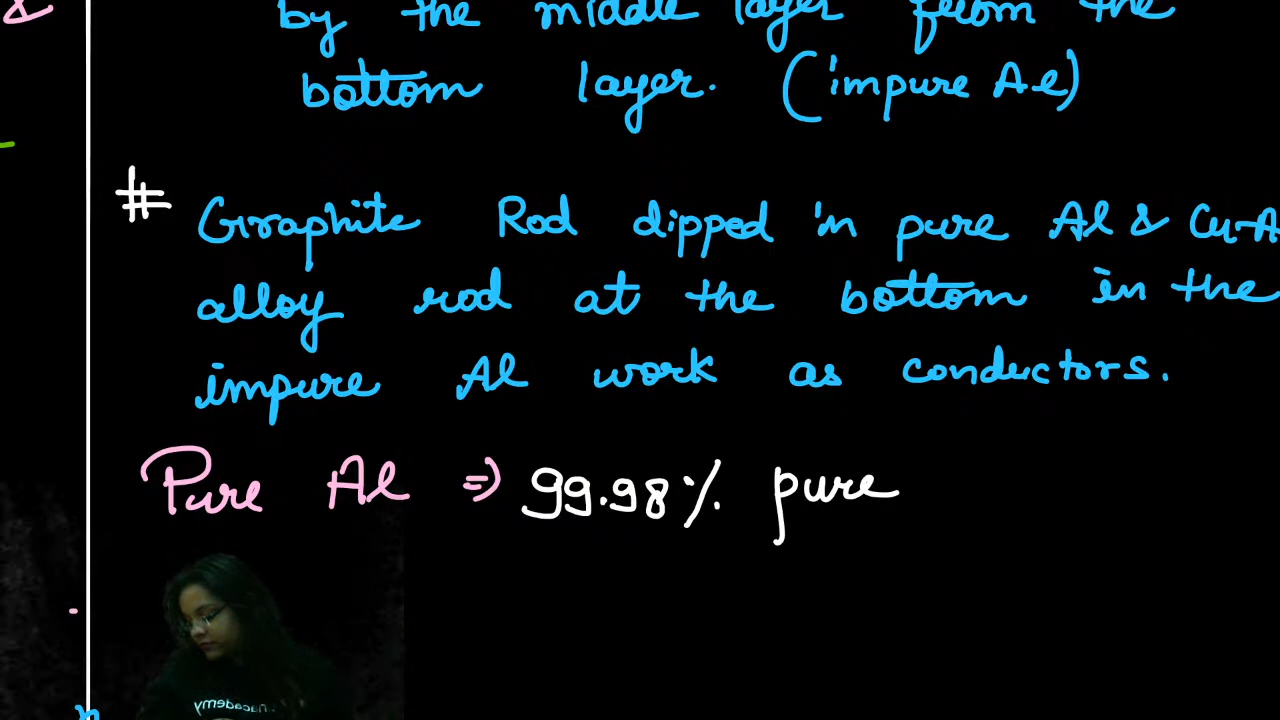 &
by the middle layer from the
bottom layer. (impure Al)
# Graphite Rod dipped in pure Al & Cu-A
alloy rod at the bottom in the
impure Al work as conductors.
Pure Al ⇒ 99.98% pure